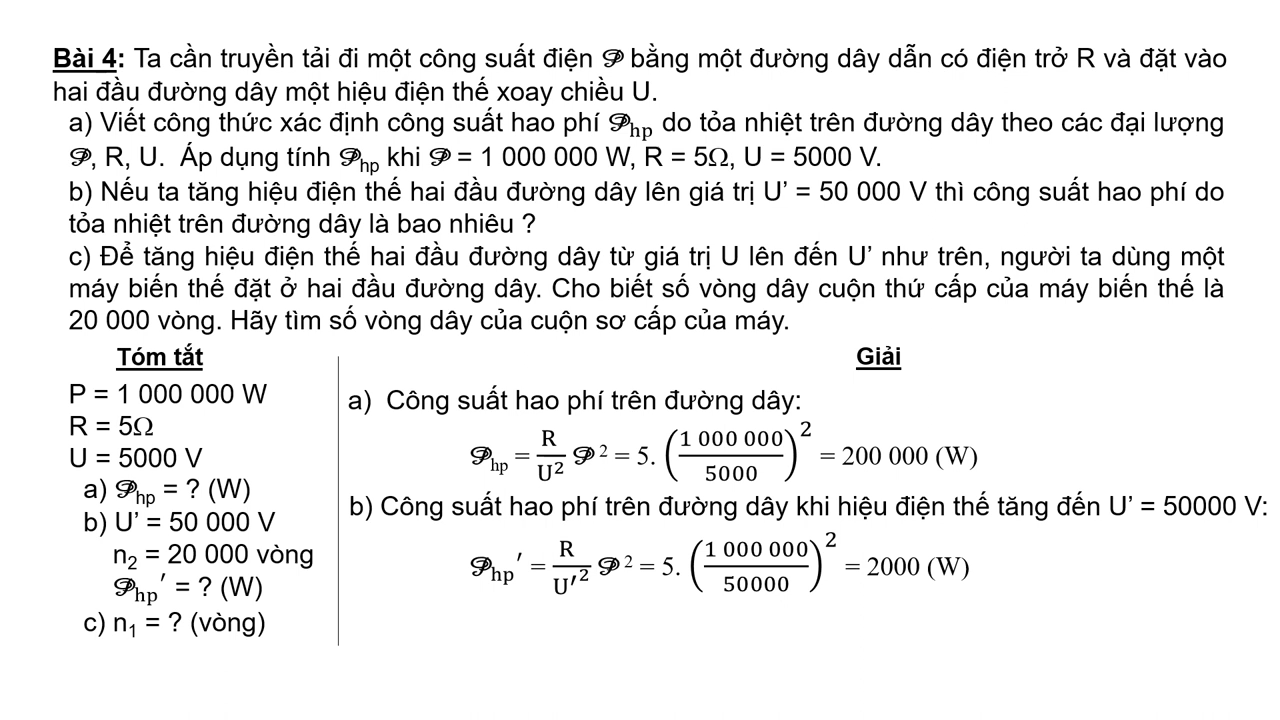 Bài 4: Ta cần truyền tải đi một công suất điện 𝒫 bằng một đường dây dẫn có điện trở R và đặt vào
hai đầu đường dây một hiệu điện thế xoay chiều U.
a) Viết công thức xác định công suất hao phí 𝒫hp do tỏa nhiệt trên đường dây theo các đại lượng
𝒫, R, U. Áp dụng tính 𝒫hp khi 𝒫 = 1 000 000 W, R = 5Ω, U = 5000 V.
b) Nếu ta tăng hiệu điện thế hai đầu đường dây lên giá trị U’ = 50 000 V thì công suất hao phí do
tỏa nhiệt trên đường dây là bao nhiêu ?
c) Để tăng hiệu điện thế hai đầu đường dây từ giá trị U lên đến U’ như trên, người ta dùng một
máy biến thế đặt ở hai đầu đường dây. Cho biết số vòng dây cuộn thứ cấp của máy biến thế là
20 000 vòng. Hãy tìm số vòng dây của cuộn sơ cấp của máy.
Tóm tắt
P = 1 000 000 W
R = 5Ω
U = 5000 V
a) 𝒫hp = ? (W)
b) U’ = 50 000 V
n₂ = 20 000 vòng
𝒫hp′ = ? (W)
c) n₁ = ? (vòng)
Giải
a) Công suất hao phí trên đường dây:
𝒫hp = R/U² 𝒫² = 5. (1 000 000/5000)² = 200 000 (W)
b) Công suất hao phí trên đường dây khi hiệu điện thế tăng đến U’ = 50000 V:
𝒫hp′ = R/U′² 𝒫² = 5. (1 000 000/50000)² = 2000 (W)